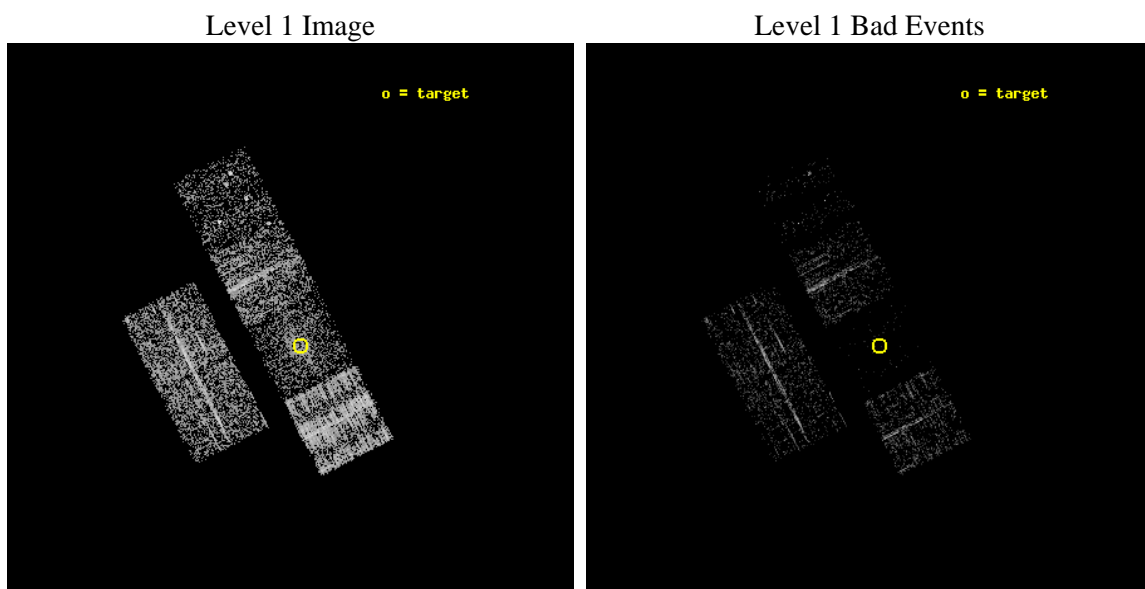 Level 1 Image
Level 1 Bad Events
o = target
o = target